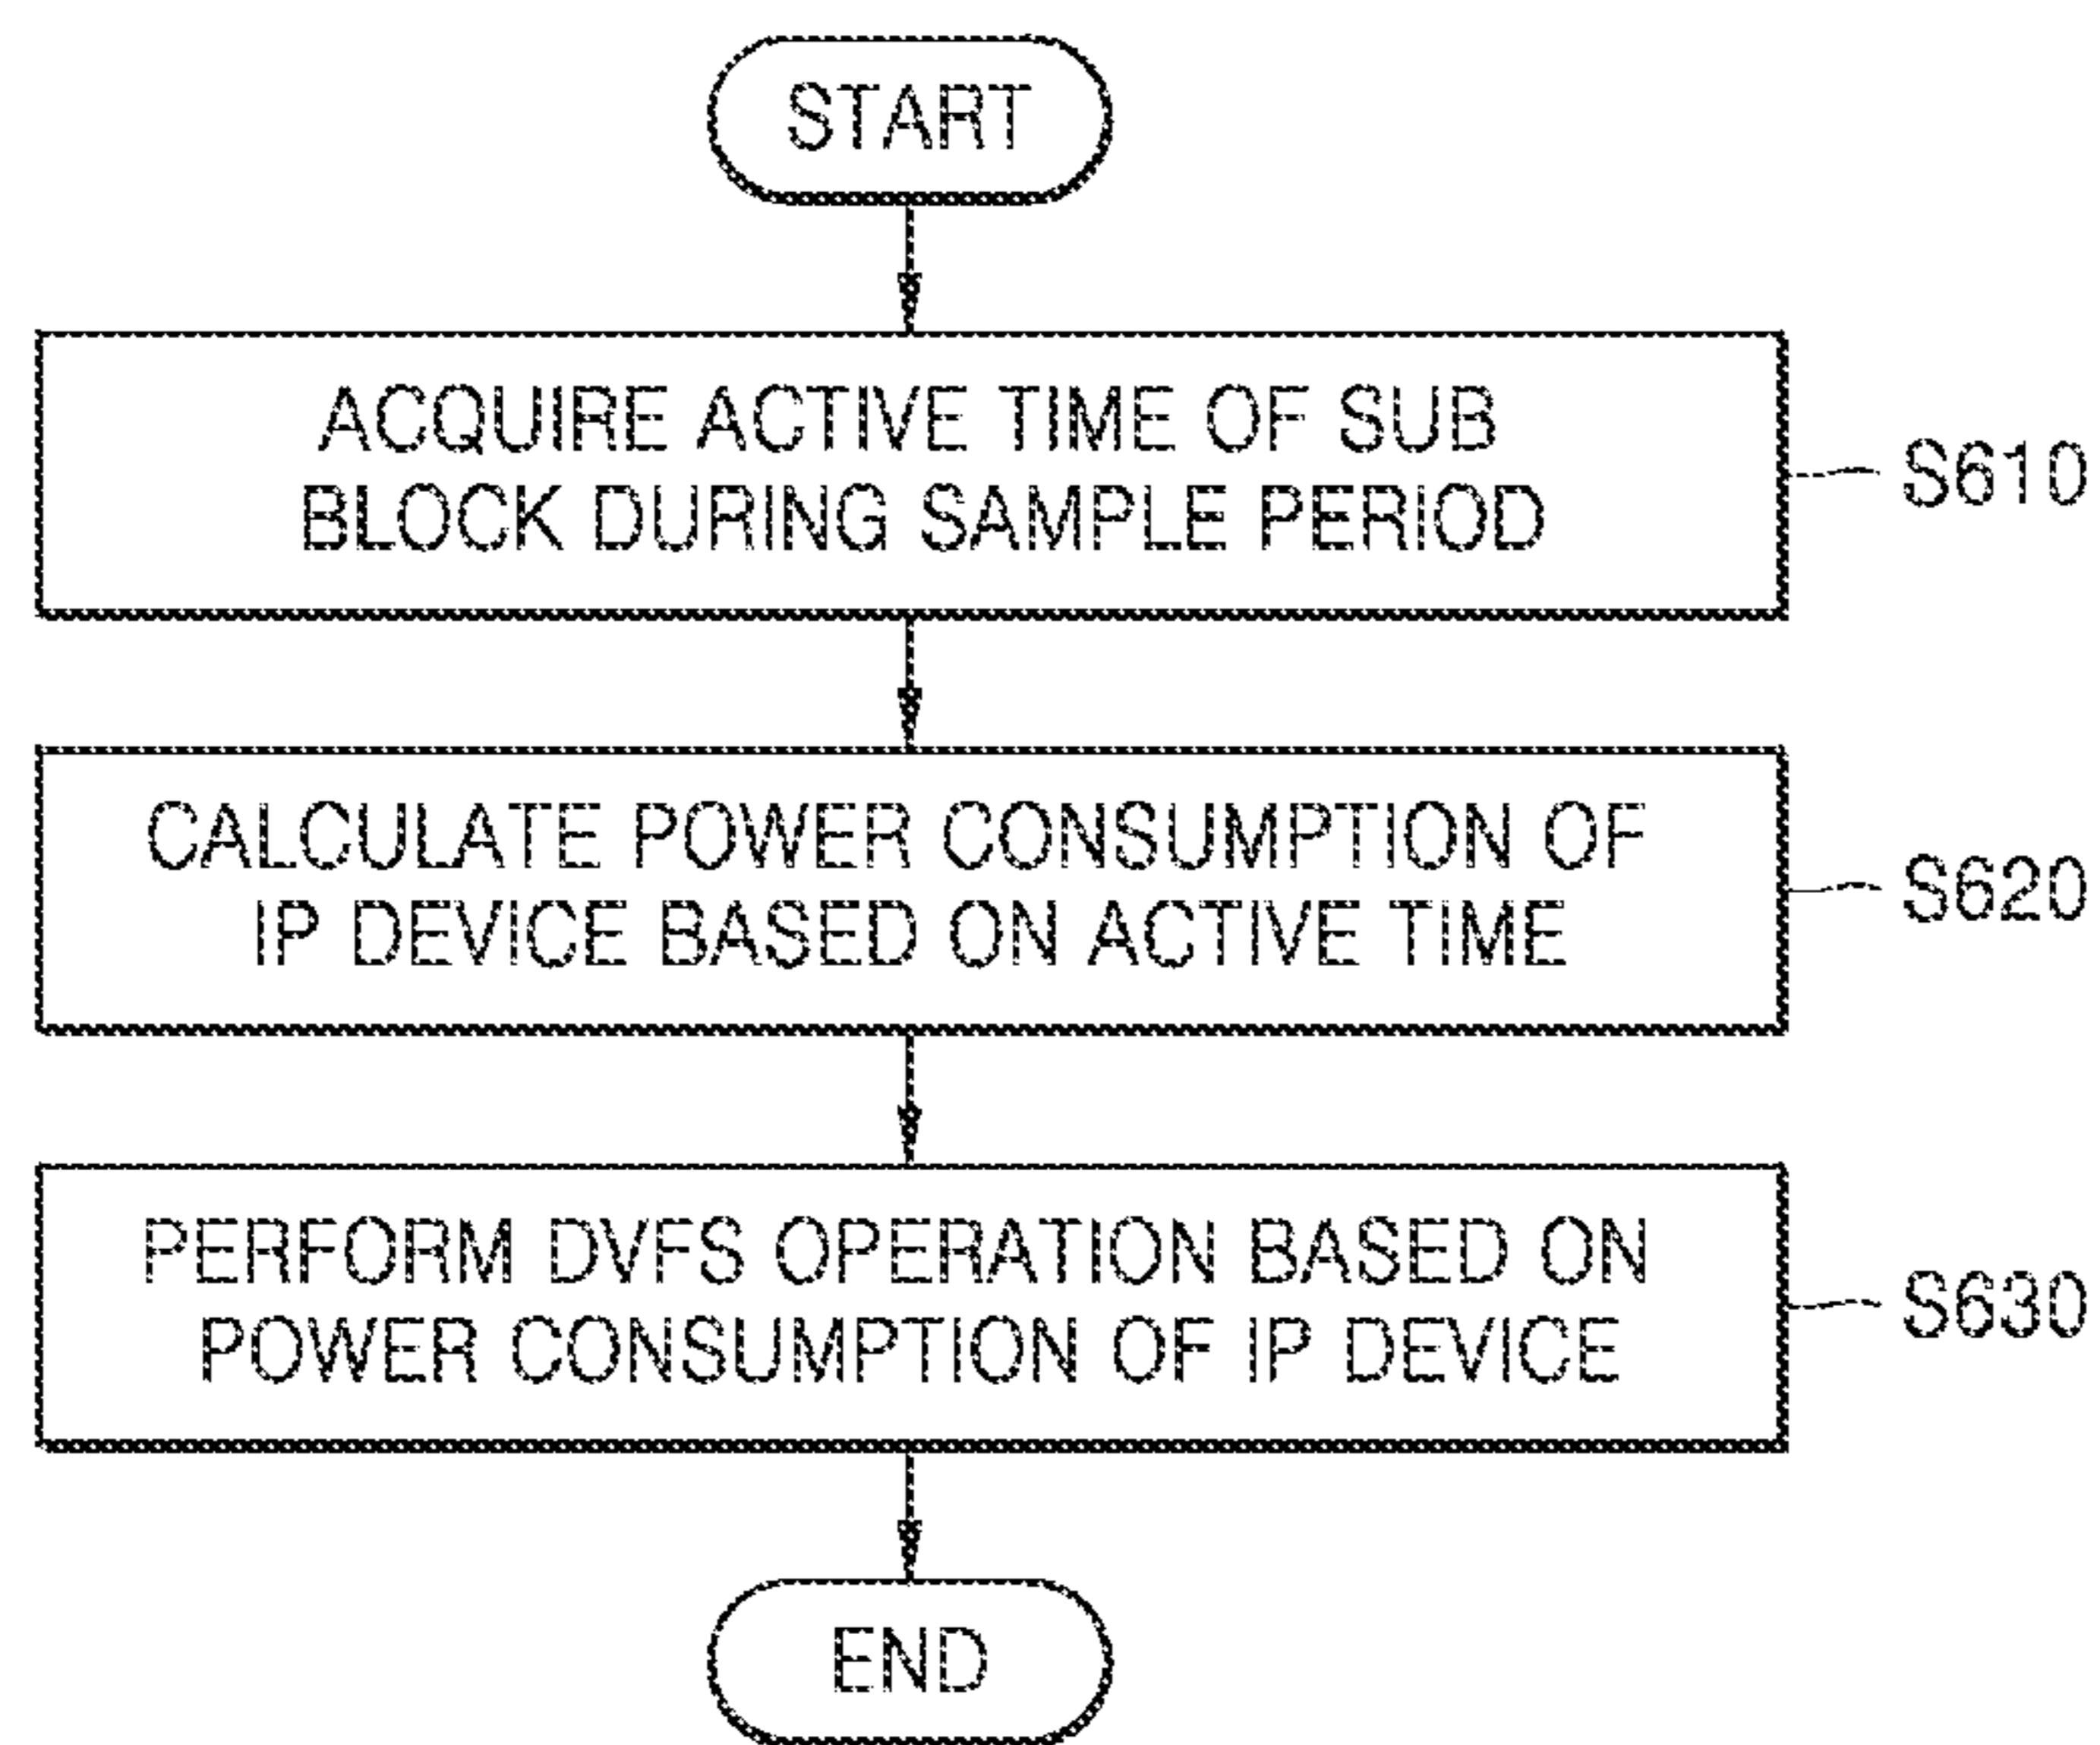 START
ACQUIRE ACTIVE TIME OF SUB
BLOCK DURING SAMPLE PERIOD
S610
CALCULATE POWER CONSUMPTION OF
IP DEVICE BASED ON ACTIVE TIME
S620
PERFORM DVFS OPERATION BASED ON
POWER CONSUMPTION OF IP DEVICE
S630
END